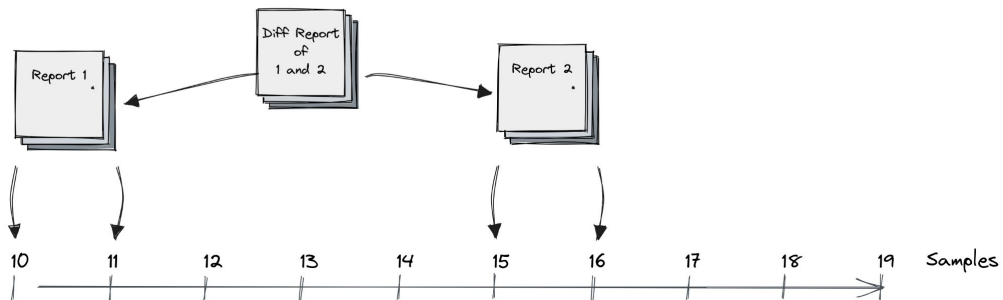 Diff Report
of
1 and 2
Report 1
Report 2
10 11 12 13 14 15 16 17 18 19 Samples